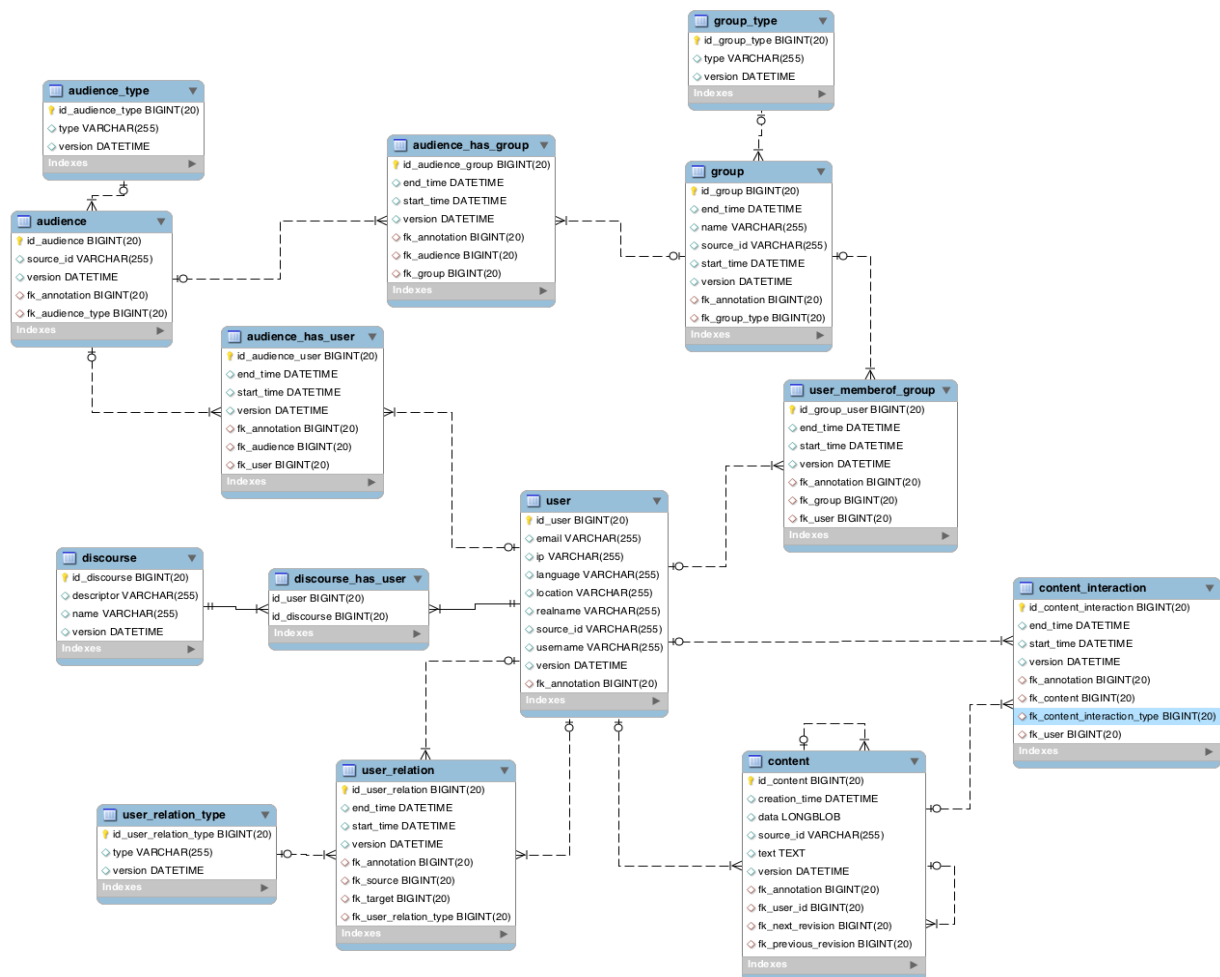 group_type
id_group_type BIGINT(20)
type VARCHAR(255)
version DATETIME
Indexes
audience_type
id_audience_type BIGINT(20)
type VARCHAR(255)
version DATETIME
Indexes
audience_has_group
id_audience_group BIGINT(20)
end_time DATETIME
start_time DATETIME
version DATETIME
fk_annotation BIGINT(20)
fk_audience BIGINT(20)
fk_group BIGINT(20)
Indexes
group
id_group BIGINT(20)
end_time DATETIME
name VARCHAR(255)
source_id VARCHAR(255)
start_time DATETIME
version DATETIME
fk_annotation BIGINT(20)
fk_group_type BIGINT(20)
Indexes
audience
id_audience BIGINT(20)
source_id VARCHAR(255)
version DATETIME
fk_annotation BIGINT(20)
fk_audience_type BIGINT(20)
Indexes
audience_has_user
id_audience_user BIGINT(20)
end_time DATETIME
start_time DATETIME
version DATETIME
fk_annotation BIGINT(20)
fk_audience BIGINT(20)
fk_user BIGINT(20)
Indexes
user_memberof_group
id_group_user BIGINT(20)
end_time DATETIME
start_time DATETIME
version DATETIME
fk_annotation BIGINT(20)
fk_group BIGINT(20)
fk_user BIGINT(20)
Indexes
user
id_user BIGINT(20)
email VARCHAR(255)
ip VARCHAR(255)
language VARCHAR(255)
location VARCHAR(255)
realname VARCHAR(255)
source_id VARCHAR(255)
username VARCHAR(255)
version DATETIME
fk_annotation BIGINT(20)
Indexes
discourse
id_discourse BIGINT(20)
descriptor VARCHAR(255)
name VARCHAR(255)
version DATETIME
Indexes
discourse_has_user
id_user BIGINT(20)
id_discourse BIGINT(20)
Indexes
content_interaction
id_content_interaction BIGINT(20)
end_time DATETIME
start_time DATETIME
version DATETIME
fk_annotation BIGINT(20)
fk_content BIGINT(20)
fk_content_interaction_type BIGINT(20)
fk_user BIGINT(20)
Indexes
user_relation
id_user_relation BIGINT(20)
end_time DATETIME
start_time DATETIME
version DATETIME
fk_annotation BIGINT(20)
fk_source BIGINT(20)
fk_target BIGINT(20)
fk_user_relation_type BIGINT(20)
Indexes
content
id_content BIGINT(20)
creation_time DATETIME
data LONGBLOB
source_id VARCHAR(255)
text TEXT
version DATETIME
fk_annotation BIGINT(20)
fk_user_id BIGINT(20)
fk_next_revision BIGINT(20)
fk_previous_revision BIGINT(20)
Indexes
user_relation_type
id_user_relation_type BIGINT(20)
type VARCHAR(255)
version DATETIME
Indexes